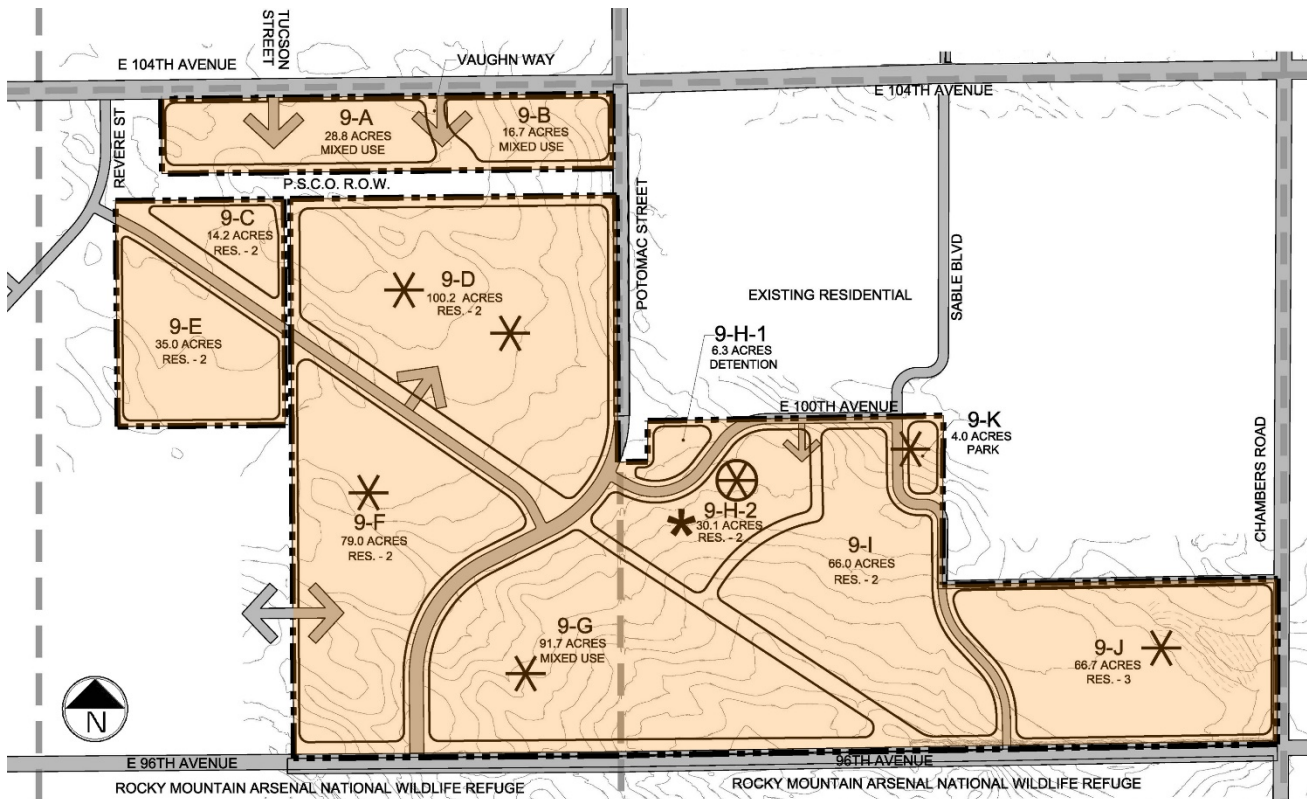 TUCSON
STREET
E 104TH AVENUE
VAUGHN WAY
E 104TH AVENUE
REVERE ST
9-A
28.8 ACRES
MIXED USE
9-B
16.7 ACRES
MIXED USE
P.S.C.O. R.O.W.
POTOMAC STREET
9-C
14.2 ACRES
RES. - 2
9-D
100.2 ACRES
RES. - 2
EXISTING RESIDENTIAL
SABLE BLVD
9-E
35.0 ACRES
RES. - 2
9-H-1
6.3 ACRES
DETENTION
E 100TH AVENUE
9-K
4.0 ACRES
PARK
CHAMBERS ROAD
9-F
79.0 ACRES
RES. - 2
9-H-2
30.1 ACRES
RES. - 2
9-I
66.0 ACRES
RES. - 2
9-G
91.7 ACRES
MIXED USE
9-J
66.7 ACRES
RES. - 3
N
E 96TH AVENUE
96TH AVENUE
ROCKY MOUNTAIN ARSENAL NATIONAL WILDLIFE REFUGE
ROCKY MOUNTAIN ARSENAL NATIONAL WILDLIFE REFUGE